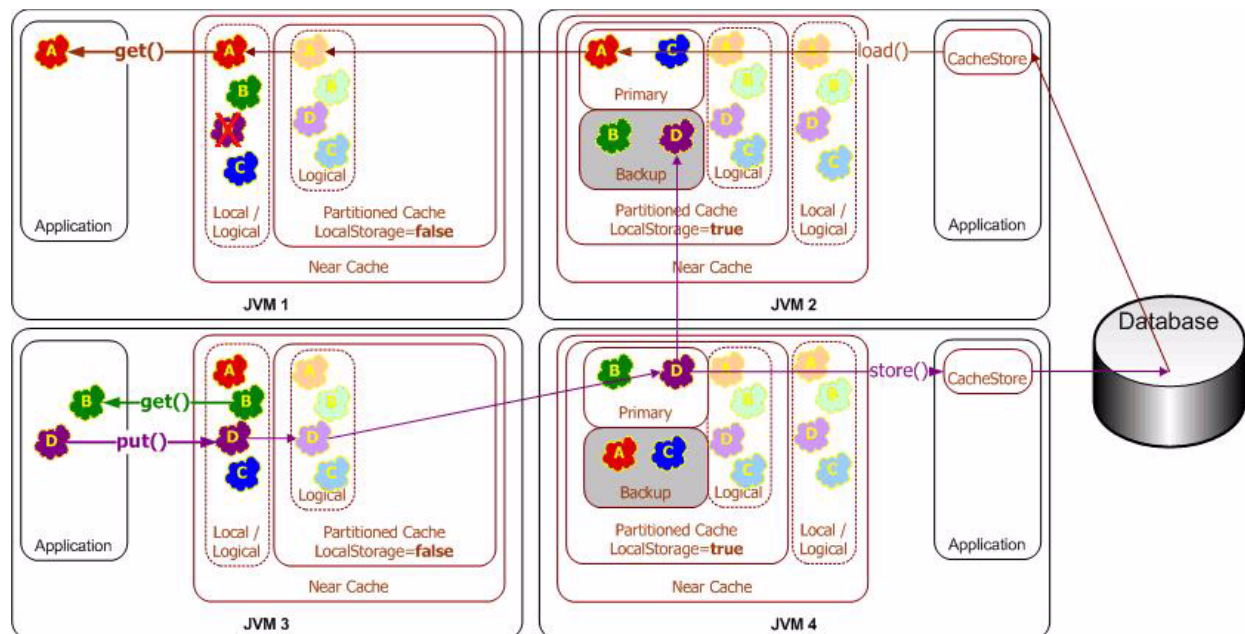 A
get()
A
A
B
B
D
C
C
Logical
Application
Local /
Logical
Partitioned Cache
LocalStorage=false
Near Cache
JVM 1
A
C
A
A
load()
CacheStore
B
B
Primary
B
D
D
D
C
C
Backup
Logical
Partitioned Cache
LocalStorage=true
Local /
Logical
Application
Near Cache
JVM 2
Database
A
A
B
get()
B
B
D
put()
D
D
C
C
Logical
Application
Local /
Logical
Partitioned Cache
LocalStorage=false
Near Cache
JVM 3
B
D
A
A
store()
CacheStore
B
B
Primary
A
C
D
D
C
C
Backup
Logical
Partitioned Cache
LocalStorage=true
Local /
Logical
Application
Near Cache
JVM 4